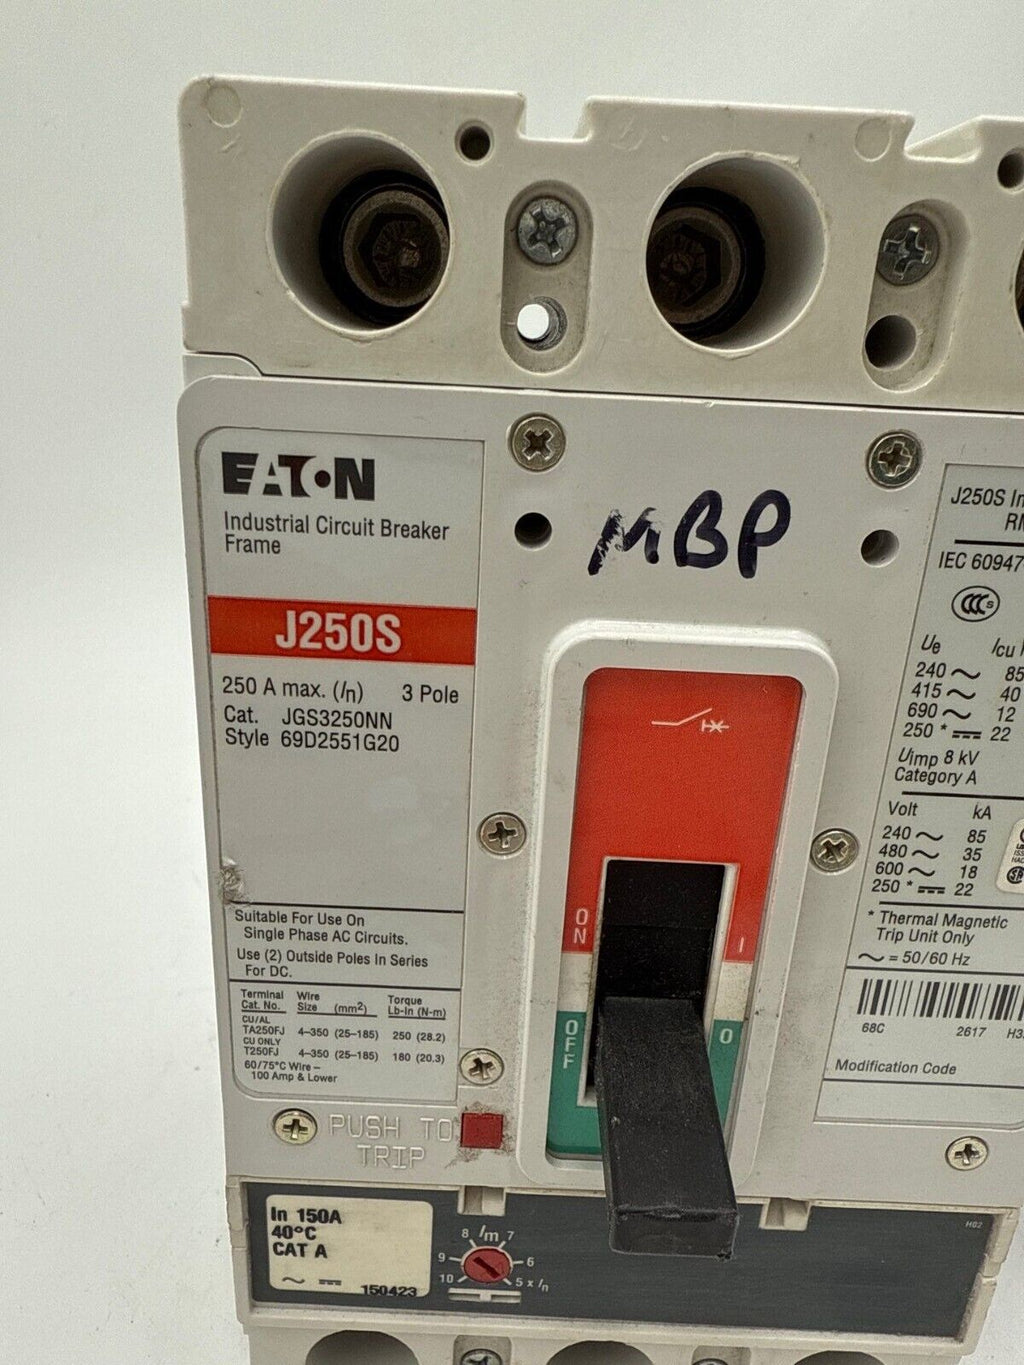 EATON
Industrial Circuit Breaker
Frame
J250S
250 A max. (In) 3 Pole
Cat. JGS3250NN
Style 69D2551G20
Suitable For Use On
Single Phase AC Circuits.
Use (2) Outside Poles In Series
For DC.
Terminal Wire Torque
Cat. No. Size (mm²) Lb-In (N-m)
CU/AL
TA250FJ 4–350 (25–185) 250 (28.2)
CU ONLY
T250FJ 4–350 (25–185) 180 (20.3)
60/75°C Wire –
100 Amp & Lower
PUSH TO
TRIP
MBP
ON
I
OFF
O
J250S
IEC 60947
CCC S
Ue Icu
240 ~ 85
415 ~ 40
690 ~ 12
250 * ⎓ 22
Uimp 8 kV
Category A
Volt kA
240 ~ 85
480 ~ 35
600 ~ 18
250 * ⎓ 22
* Thermal Magnetic
Trip Unit Only
~ = 50/60 Hz
68C 2617
Modification Code
In 150A
40°C
CAT A
~ ⎓
150423
8 Im 7
9 6
10 5 x In
H02